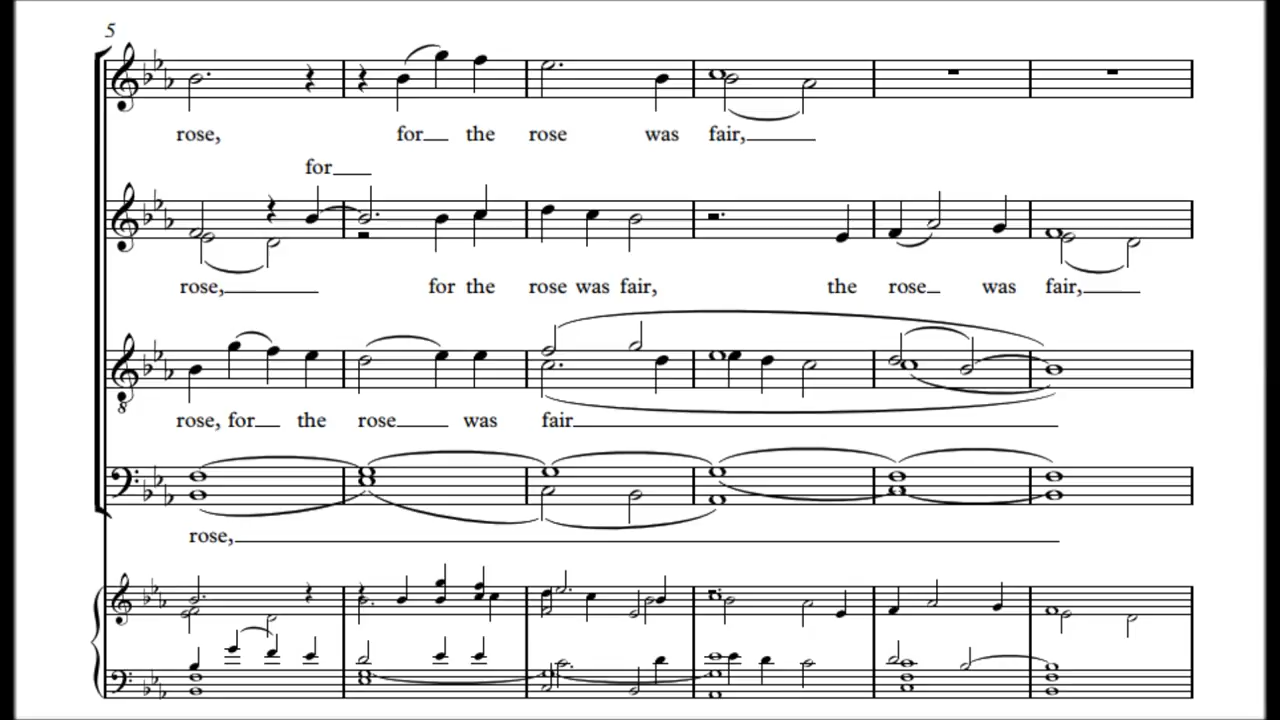 5
rose, for the rose was fair,
for
rose, for the rose was fair, the rose was fair,
8
rose, for the rose was fair
rose,